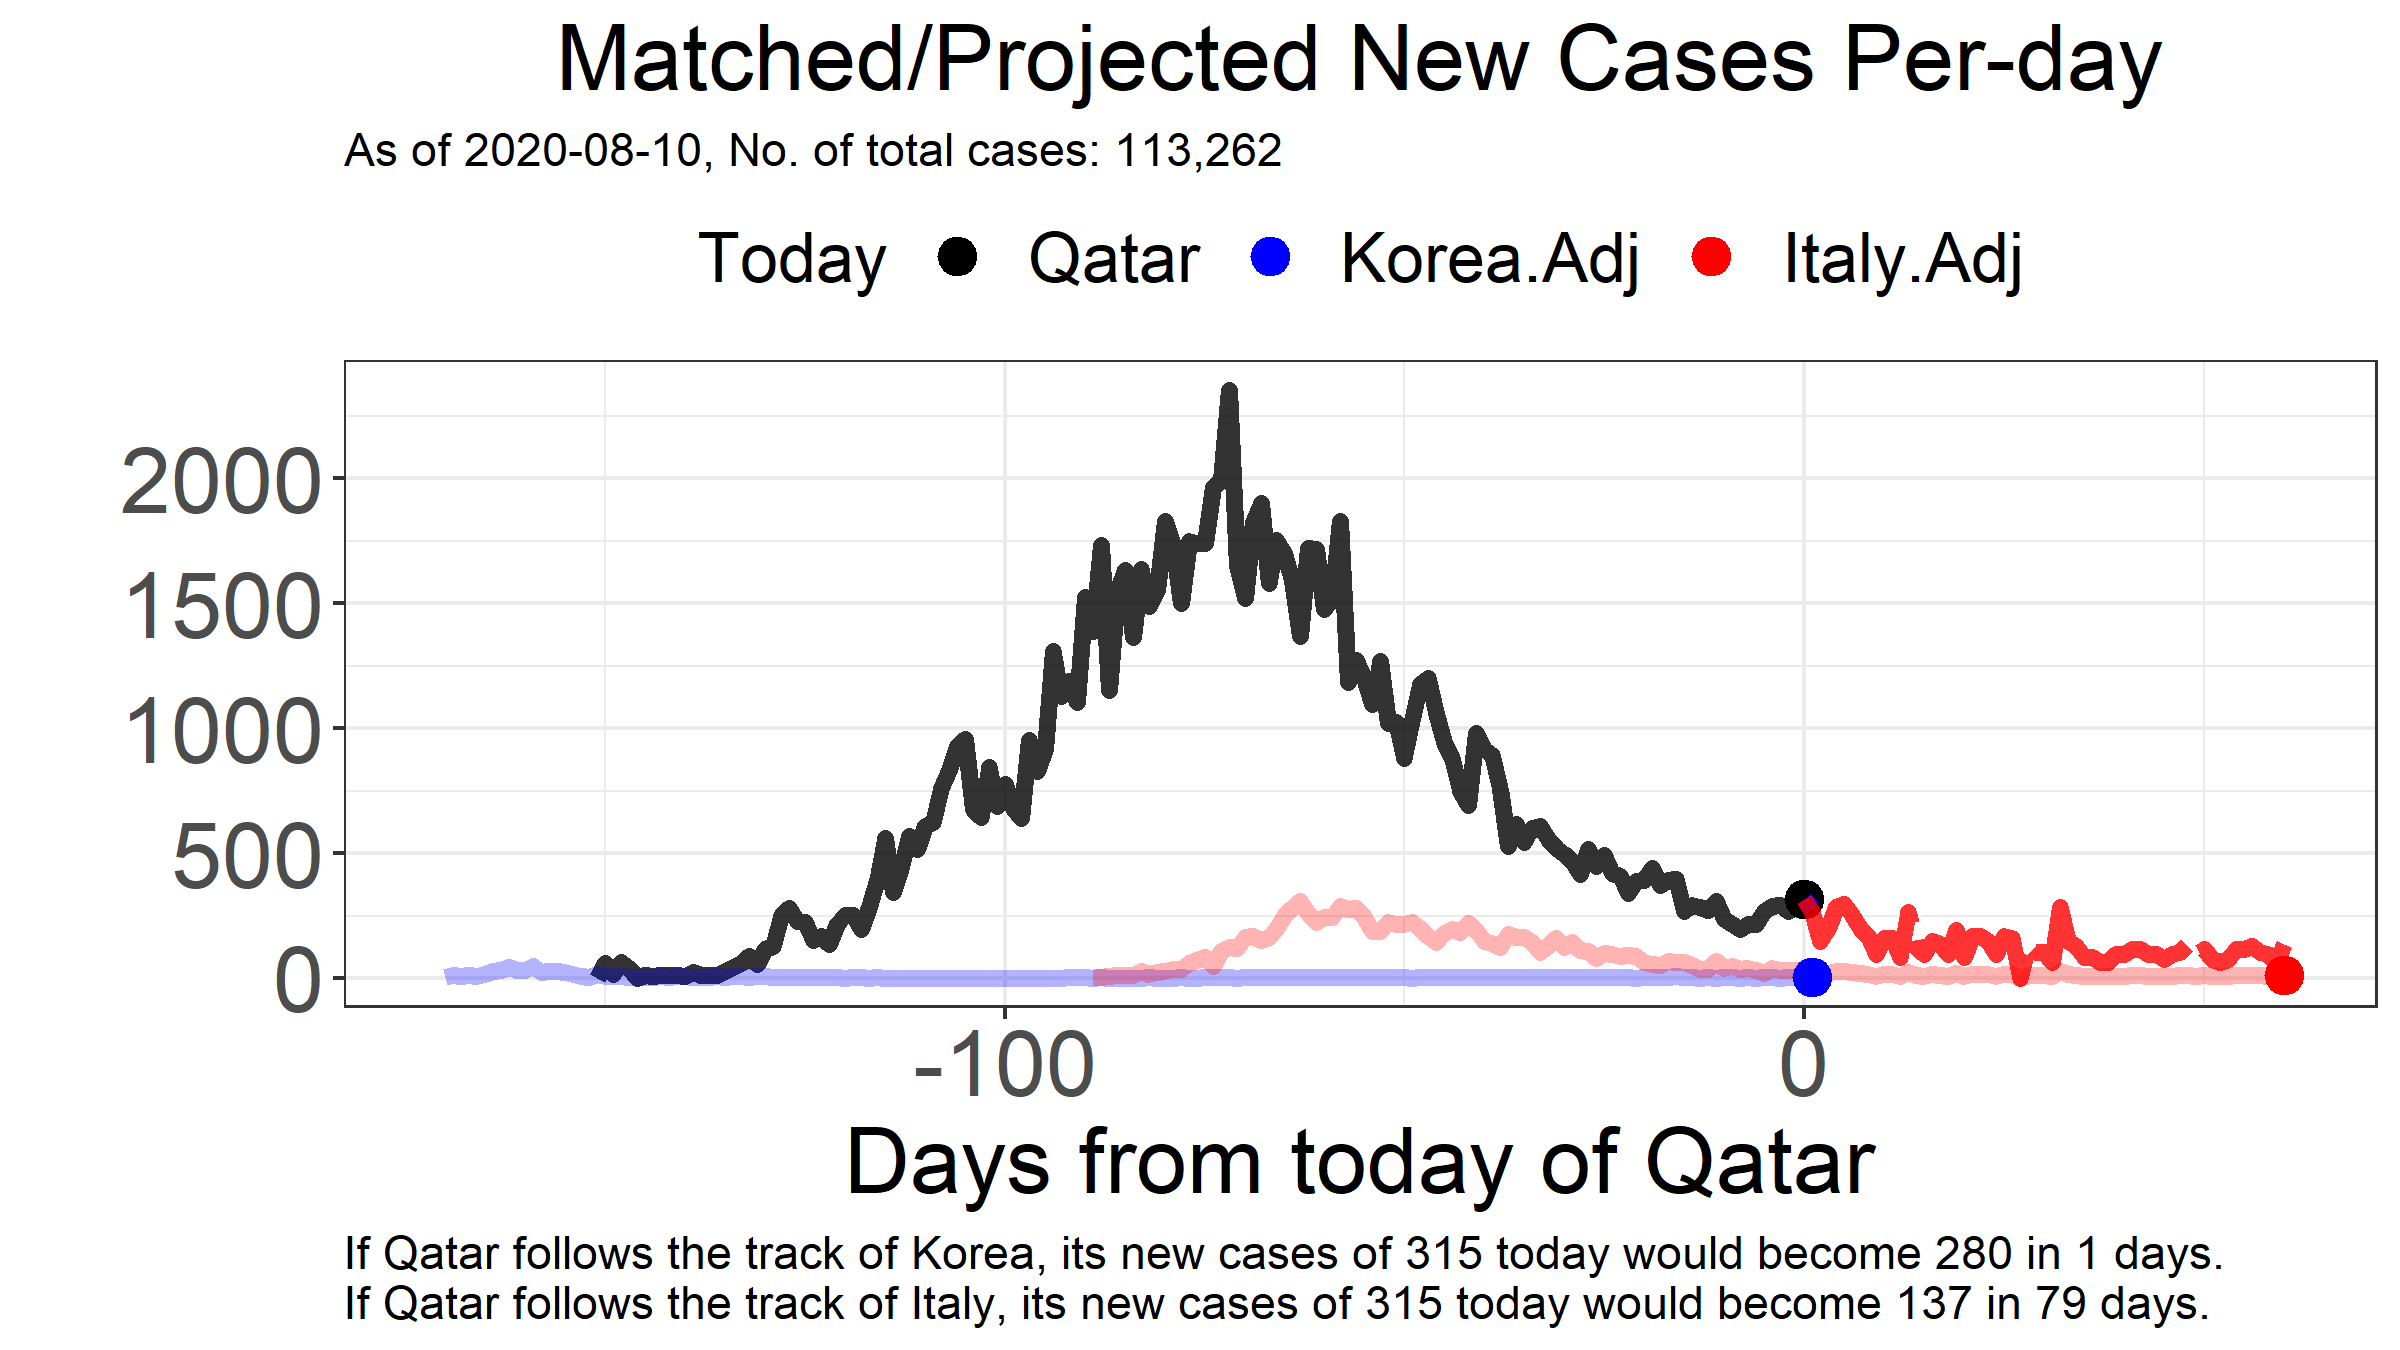 Matched/Projected New Cases Per-day
As of 2020-08-10, No. of total cases: 113,262
Today Qatar Korea.Adj Italy.Adj
2000
1500
1000
500
0
-100 0
Days from today of Qatar
If Qatar follows the track of Korea, its new cases of 315 today would become 280 in 1 days.
If Qatar follows the track of Italy, its new cases of 315 today would become 137 in 79 days.